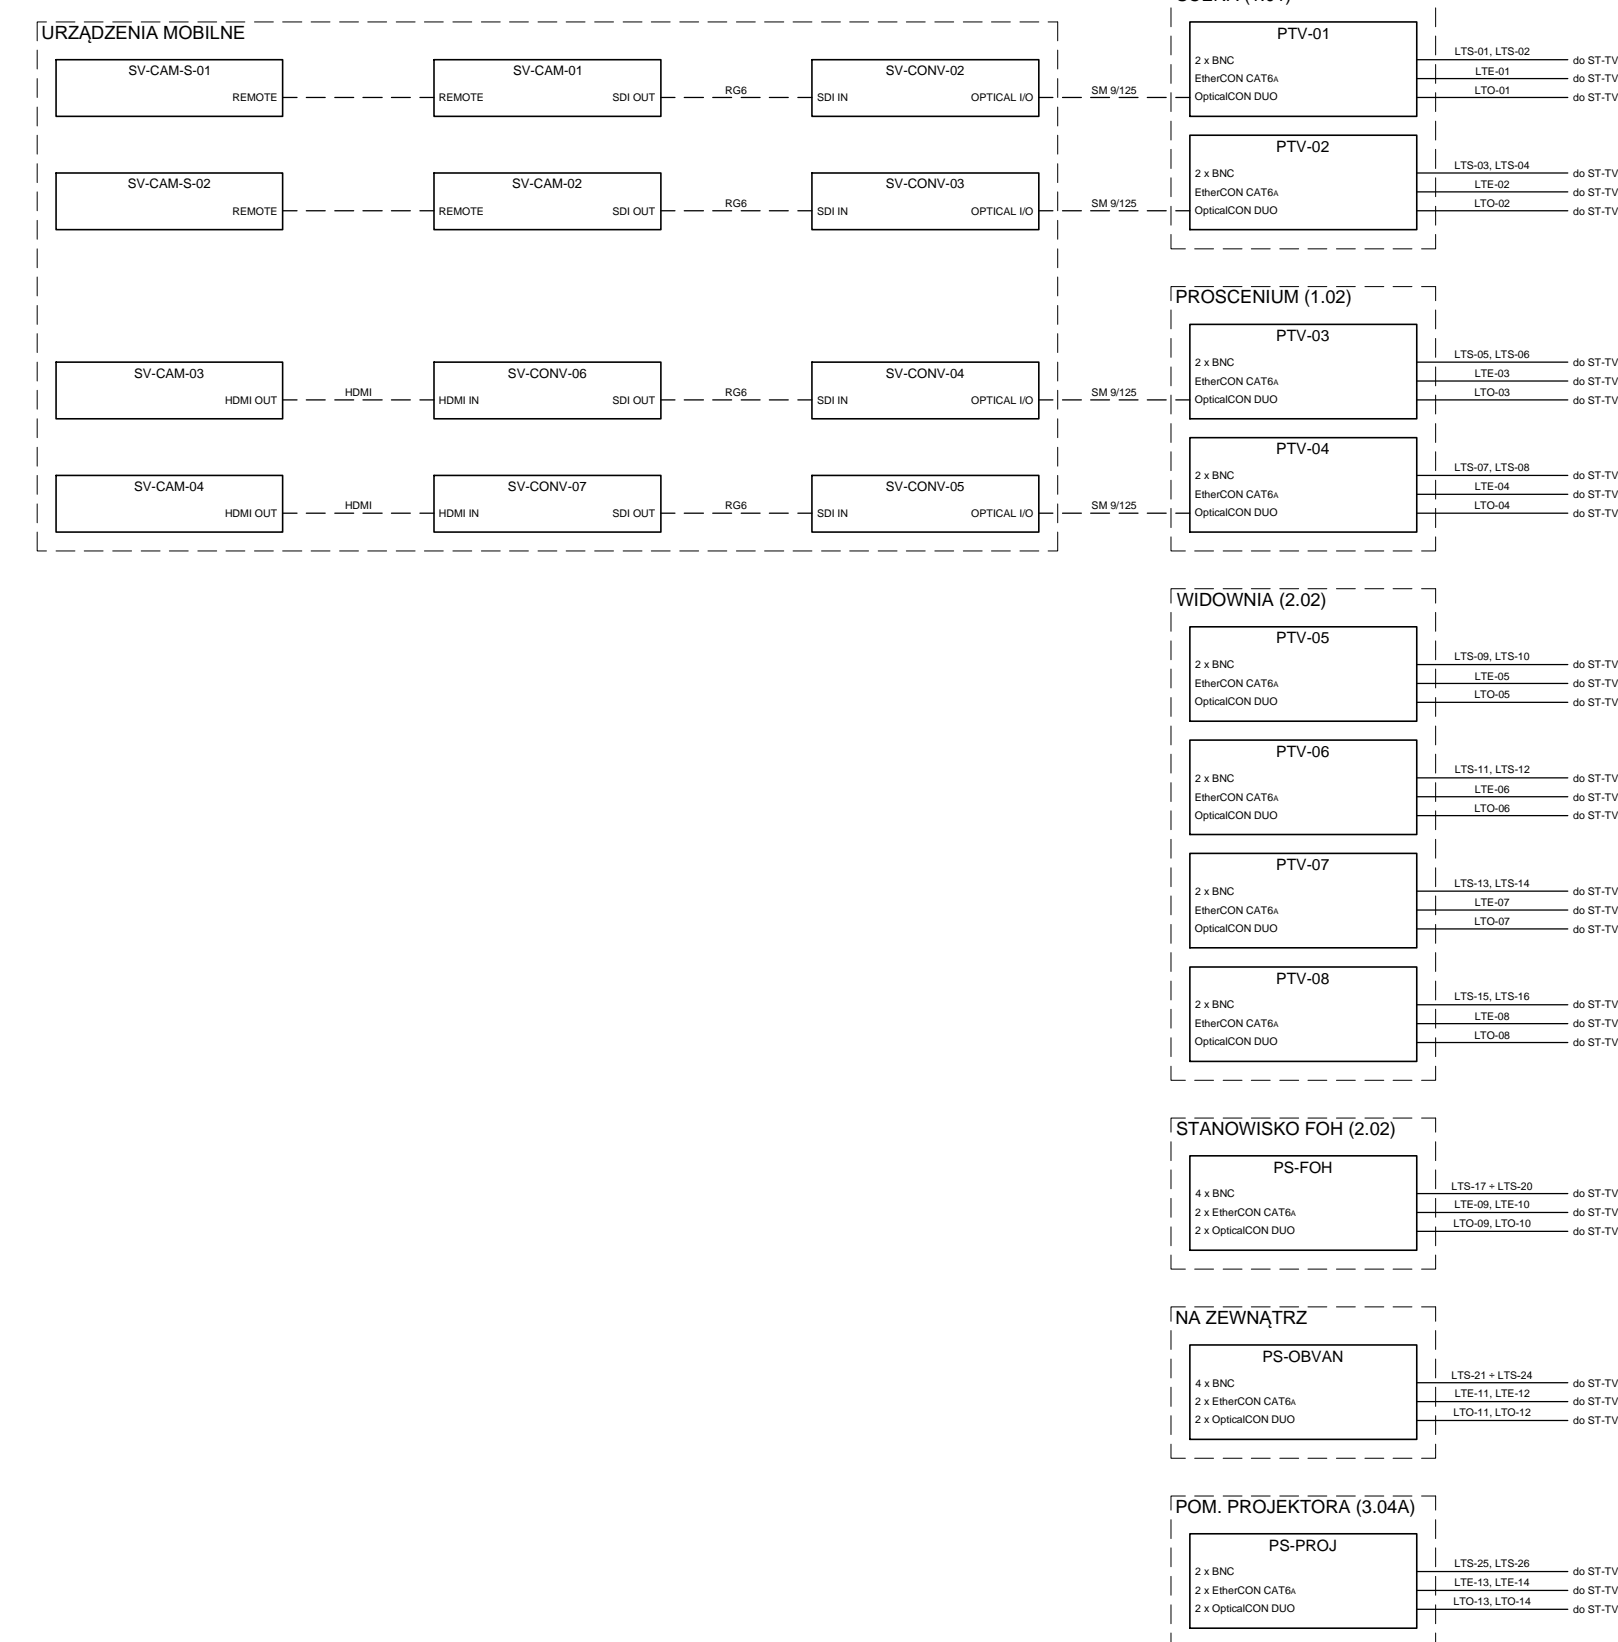 URZĄDZENIA MOBILNE
SV-CAM-S-01
REMOTE
SV-CAM-01
REMOTE SDI OUT
RG6
SV-CONV-02
SDI IN OPTICAL I/O
SM 9/125
SV-CAM-S-02
REMOTE
SV-CAM-02
REMOTE SDI OUT
RG6
SV-CONV-03
SDI IN OPTICAL I/O
SM 9/125
SV-CAM-03
HDMI OUT
HDMI
SV-CONV-06
HDMI IN SDI OUT
RG6
SV-CONV-04
SDI IN OPTICAL I/O
SM 9/125
SV-CAM-04
HDMI OUT
HDMI
SV-CONV-07
HDMI IN SDI OUT
RG6
SV-CONV-05
SDI IN OPTICAL I/O
SM 9/125
PTV-01
2 x BNC LTS-01, LTS-02 do ST-TV
EtherCON CAT6A LTE-01 do ST-TV
OpticalCON DUO LTO-01 do ST-TV
PTV-02
2 x BNC LTS-03, LTS-04 do ST-TV
EtherCON CAT6A LTE-02 do ST-TV
OpticalCON DUO LTO-02 do ST-TV
PROSCENIUM (1.02)
PTV-03
2 x BNC LTS-05, LTS-06 do ST-TV
EtherCON CAT6A LTE-03 do ST-TV
OpticalCON DUO LTO-03 do ST-TV
PTV-04
2 x BNC LTS-07, LTS-08 do ST-TV
EtherCON CAT6A LTE-04 do ST-TV
OpticalCON DUO LTO-04 do ST-TV
WIDOWNIA (2.02)
PTV-05
2 x BNC LTS-09, LTS-10 do ST-TV
EtherCON CAT6A LTE-05 do ST-TV
OpticalCON DUO LTO-05 do ST-TV
PTV-06
2 x BNC LTS-11, LTS-12 do ST-TV
EtherCON CAT6A LTE-06 do ST-TV
OpticalCON DUO LTO-06 do ST-TV
PTV-07
2 x BNC LTS-13, LTS-14 do ST-TV
EtherCON CAT6A LTE-07 do ST-TV
OpticalCON DUO LTO-07 do ST-TV
PTV-08
2 x BNC LTS-15, LTS-16 do ST-TV
EtherCON CAT6A LTE-08 do ST-TV
OpticalCON DUO LTO-08 do ST-TV
STANOWISKO FOH (2.02)
PS-FOH
4 x BNC LTS-17 ÷ LTS-20 do ST-TV
2 x EtherCON CAT6A LTE-09, LTE-10 do ST-TV
2 x OpticalCON DUO LTO-09, LTO-10 do ST-TV
NA ZEWNĄTRZ
PS-OBVAN
4 x BNC LTS-21 ÷ LTS-24 do ST-TV
2 x EtherCON CAT6A LTE-11, LTE-12 do ST-TV
2 x OpticalCON DUO LTO-11, LTO-12 do ST-TV
POM. PROJEKTORA (3.04A)
PS-PROJ
2 x BNC LTS-25, LTS-26 do ST-TV
2 x EtherCON CAT6A LTE-13, LTE-14 do ST-TV
2 x OpticalCON DUO LTO-13, LTO-14 do ST-TV